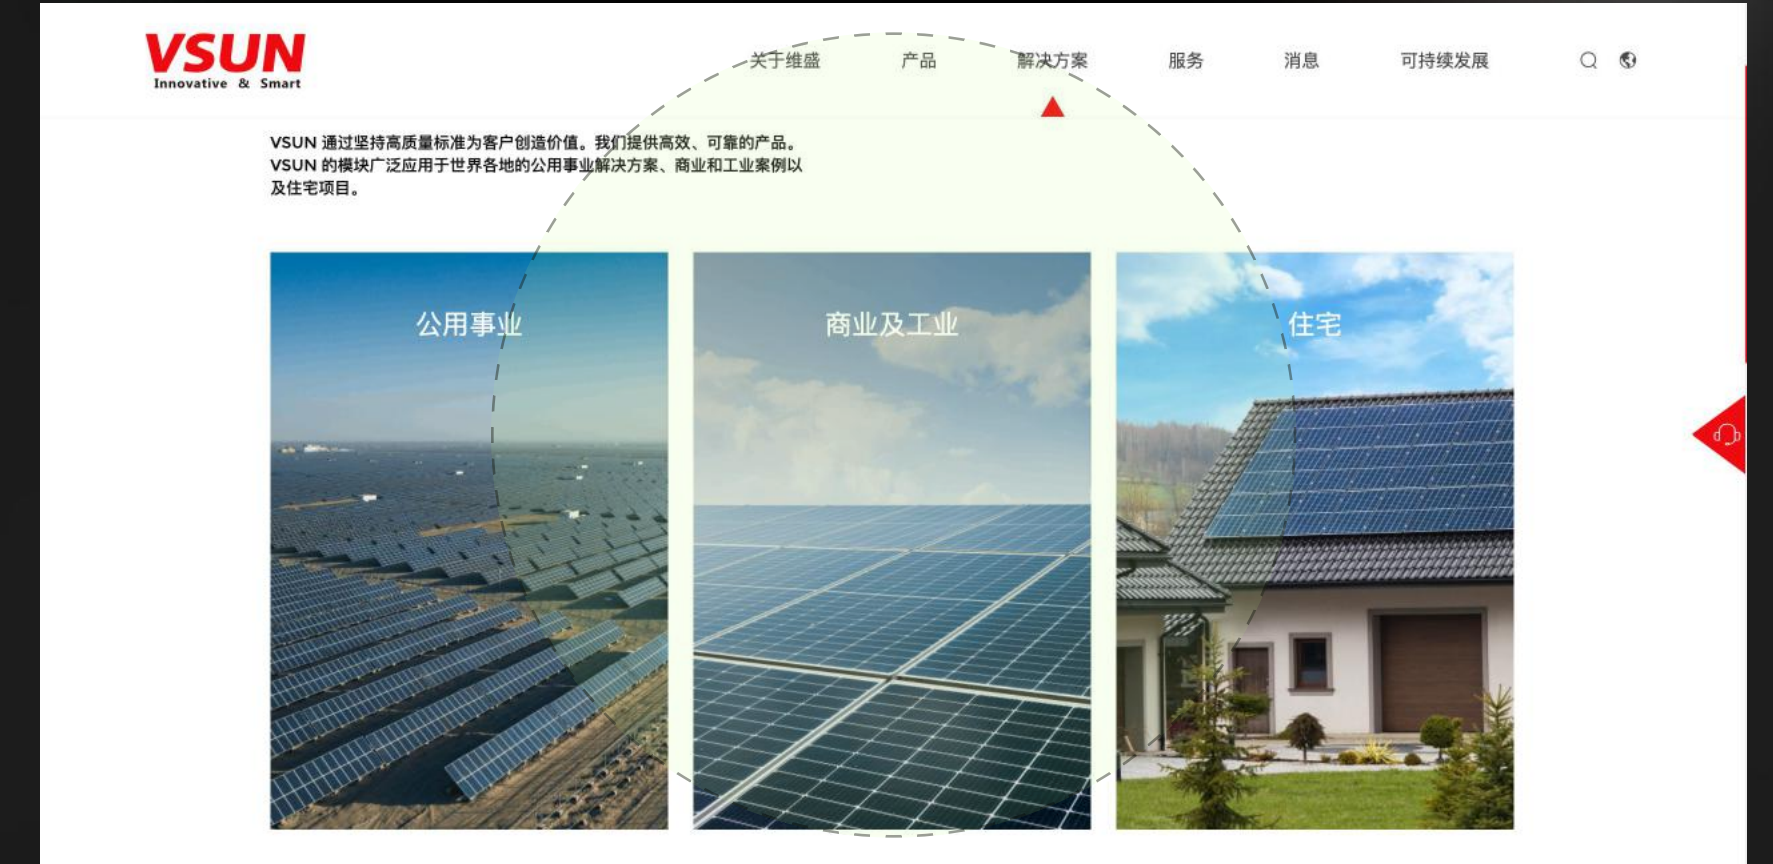 VSUN
Innovative & Smart
关于维盛 产品 解决方案 服务 消息 可持续发展
VSUN 通过坚持高质量标准为客户创造价值。我们提供高效、可靠的产品。
VSUN 的模块广泛应用于世界各地的公用事业解决方案、商业和工业案例以
及住宅项目。
公用事业 商业及工业 住宅